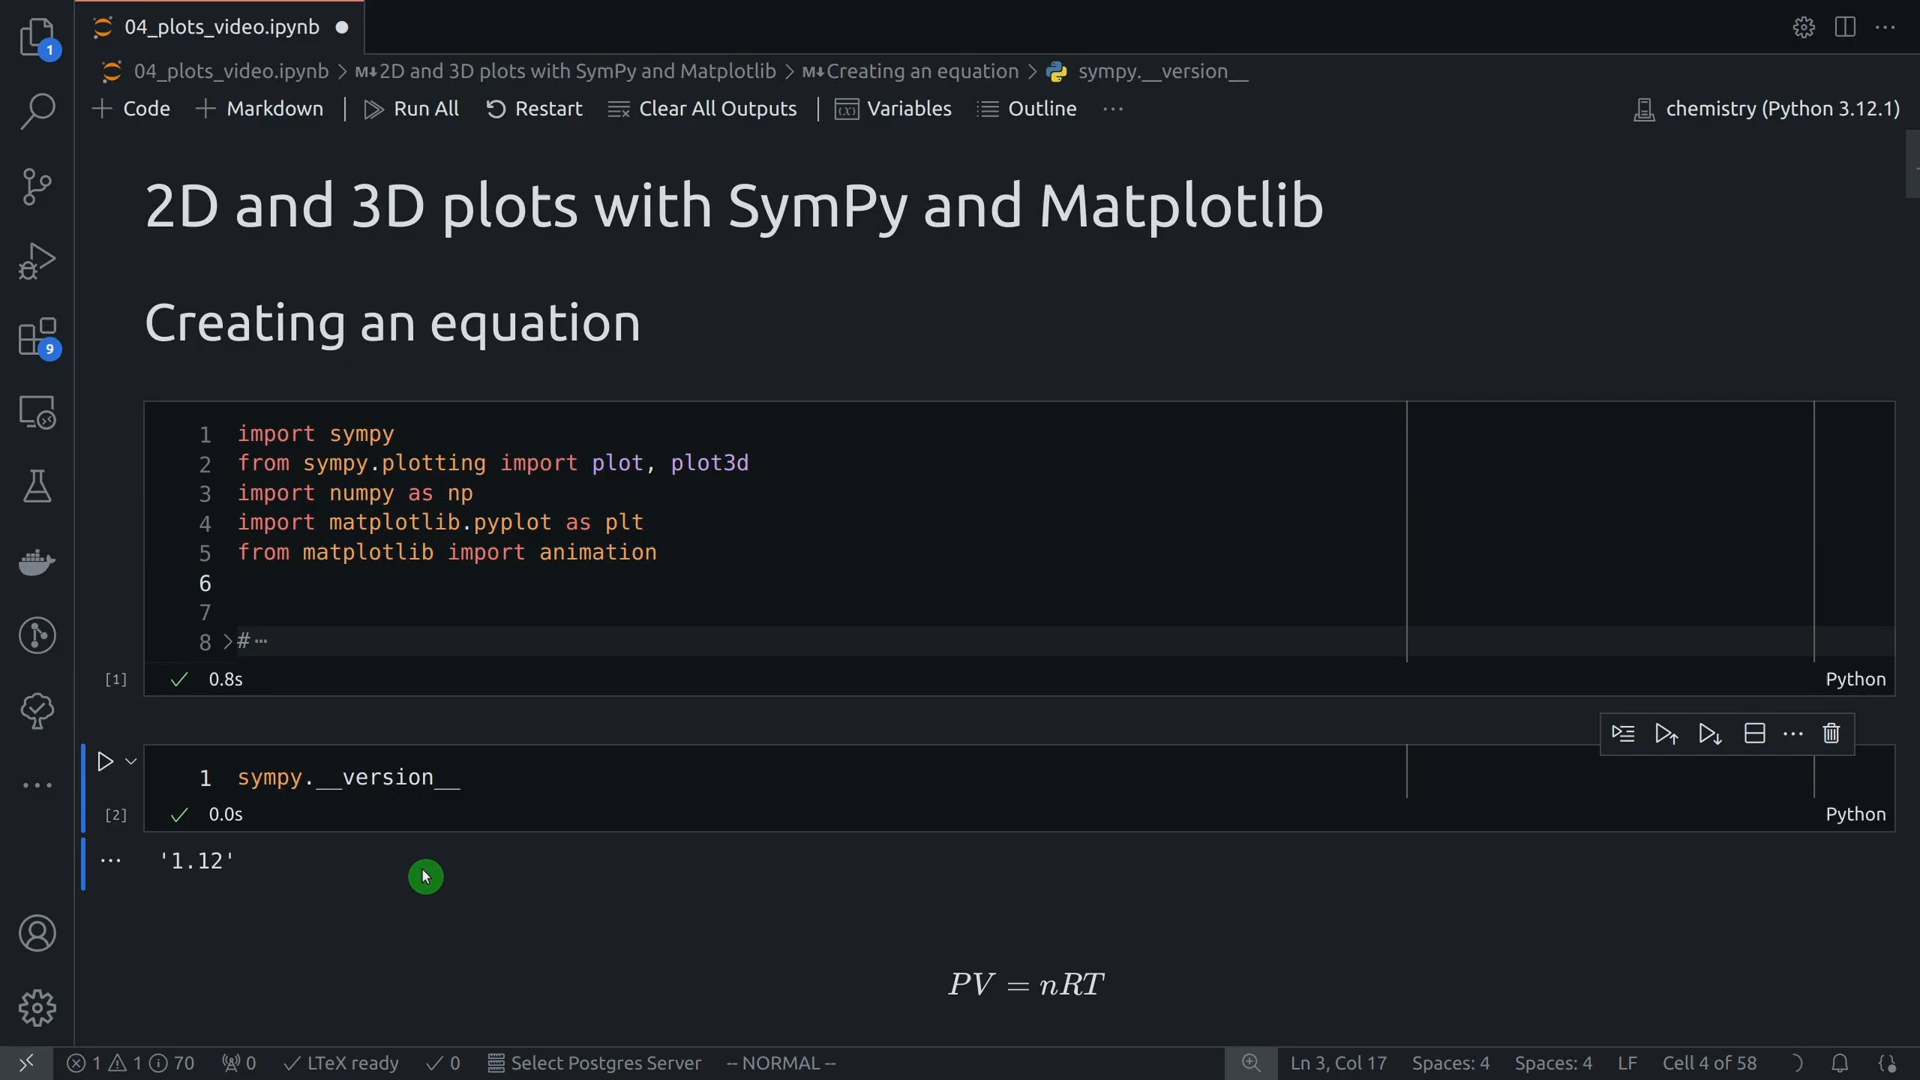 04_plots_video.ipynb
04_plots_video.ipynb > M↓2D and 3D plots with SymPy and Matplotlib > M↓Creating an equation > sympy.__version__
+ Code + Markdown | Run All Restart Clear All Outputs | Variables Outline ···
chemistry (Python 3.12.1)
1
9
2D and 3D plots with SymPy and Matplotlib
Creating an equation
1 import sympy
2 from sympy.plotting import plot, plot3d
3 import numpy as np
4 import matplotlib.pyplot as plt
5 from matplotlib import animation
6
7
8 > # ···
[1] ✓ 0.8s Python
1 sympy.__version__
[2] ✓ 0.0s Python
··· '1.12'
PV = nRT
1 1 70 0 ✓ LTeX ready ✓ 0 Select Postgres Server -- NORMAL -- Ln 3, Col 17 Spaces: 4 Spaces: 4 LF Cell 4 of 58